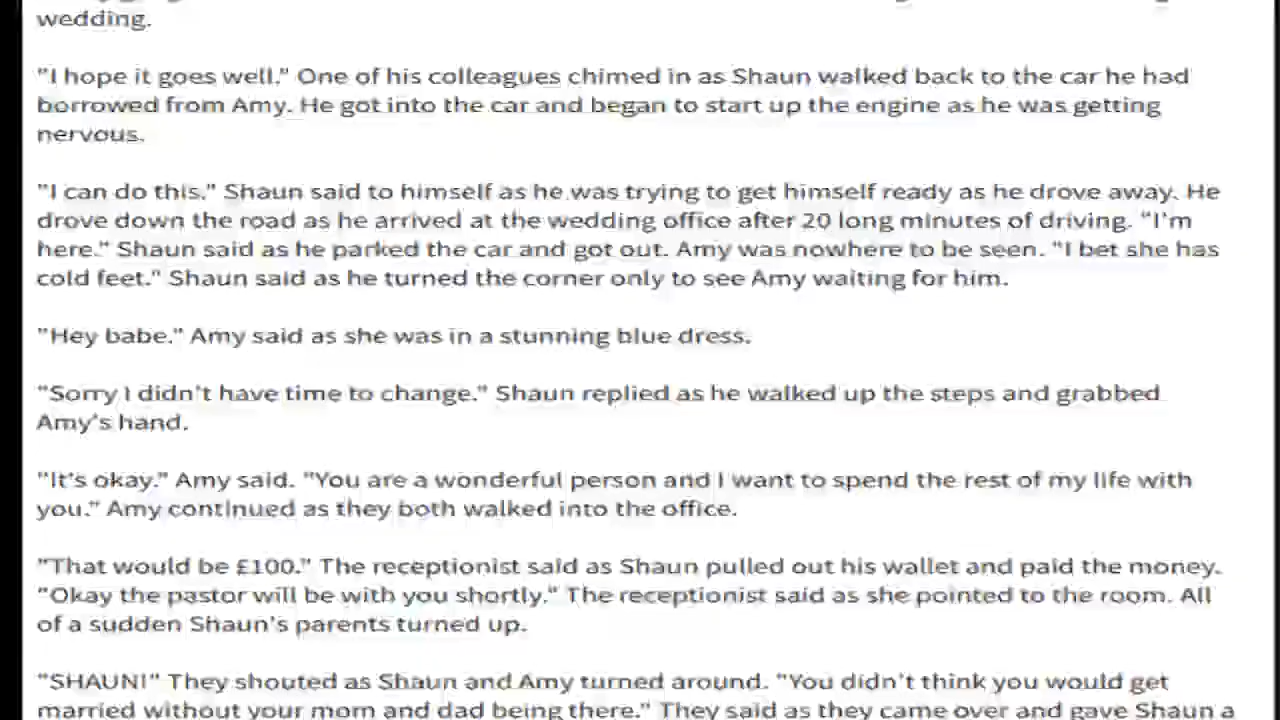 wedding.
"I hope it goes well." One of his colleagues chimed in as Shaun walked back to the car he had
borrowed from Amy. He got into the car and began to start up the engine as he was getting
nervous.
"I can do this." Shaun said to himself as he was trying to get himself ready as he drove away. He
drove down the road as he arrived at the wedding office after 20 long minutes of driving. "I'm
here." Shaun said as he parked the car and got out. Amy was nowhere to be seen. "I bet she has
cold feet." Shaun said as he turned the corner only to see Amy waiting for him.
"Hey babe." Amy said as she was in a stunning blue dress.
"Sorry I didn't have time to change." Shaun replied as he walked up the steps and grabbed
Amy's hand.
"It's okay." Amy said. "You are a wonderful person and I want to spend the rest of my life with
you." Amy continued as they both walked into the office.
"That would be £100." The receptionist said as Shaun pulled out his wallet and paid the money.
"Okay the pastor will be with you shortly." The receptionist said as she pointed to the room. All
of a sudden Shaun's parents turned up.
"SHAUN!" They shouted as Shaun and Amy turned around. "You didn't think you would get
married without your mom and dad being there." They said as they came over and gave Shaun a